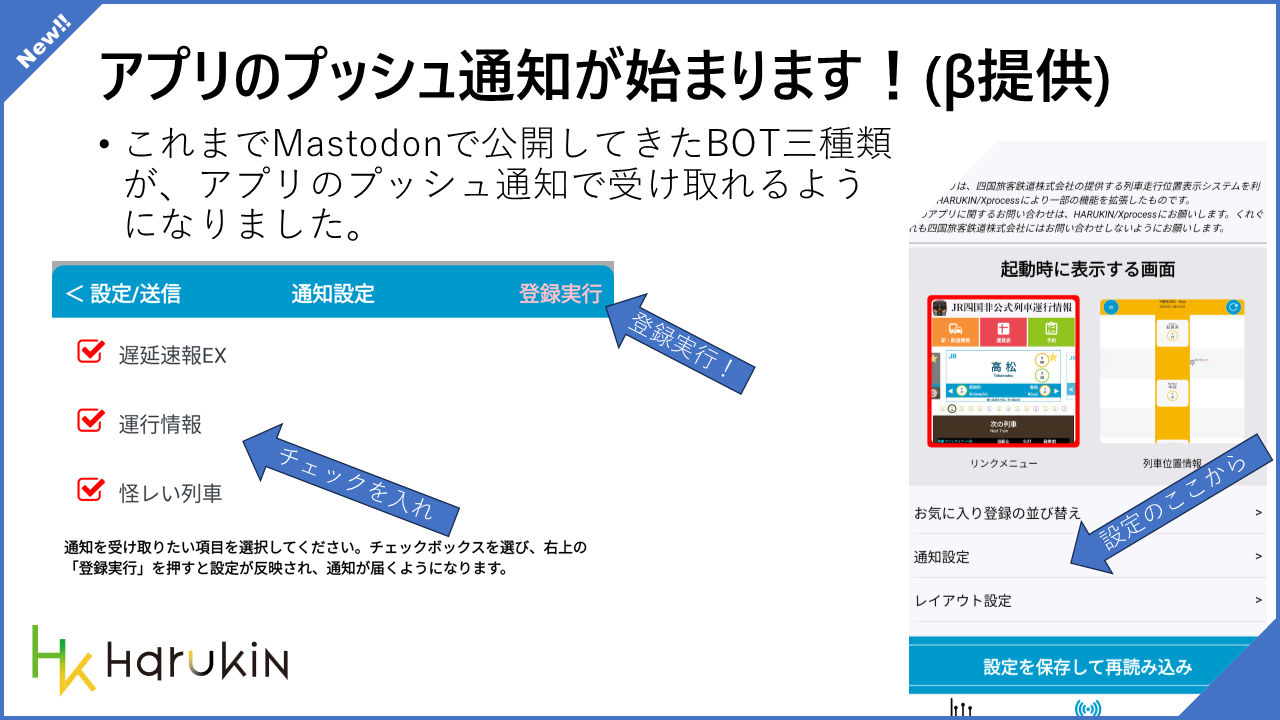 New!!
アプリのプッシュ通知が始まります！(β提供)
• これまでMastodonで公開してきたBOT三種類
が、アプリのプッシュ通知で受け取れるよう
になりました。
＜ 設定/送信 通知設定 登録実行
登録実行！
遅延速報EX
運行情報
怪レい列車
チェックを入れ
通知を受け取りたい項目を選択してください。チェックボックスを選び、右上の
「登録実行」を押すと設定が反映され、通知が届くようになります。
HARUKIN
は、四国旅客鉄道株式会社の提供する列車走行位置表示システムを利
HARUKIN/Xprocessにより一部の機能を拡張したものです。
アプリに関するお問い合わせは、HARUKIN/Xprocessにお願いします。くれぐ
れも四国旅客鉄道株式会社にはお問い合わせしないようにお願いします。
起動時に表示する画面
JR四国非公式列車運行情報
駅・鉄道情報 運算表 予約
JR 高松
Takamatsu
次の列車
Next Train
リンクメニュー 列車位置情報
設定のここから
お気に入り登録の並び替え >
通知設定 >
レイアウト設定 >
設定を保存して再読み込み